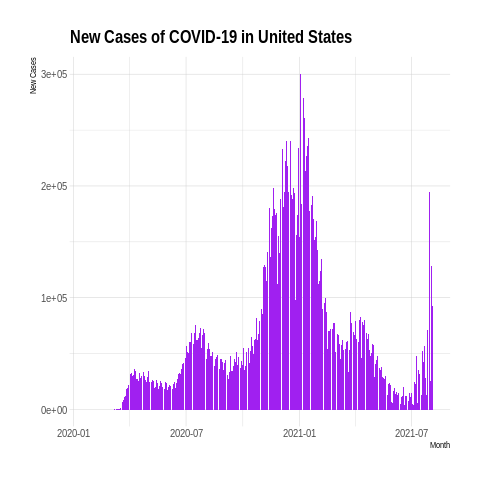 New Cases of COVID-19 in United States
New Cases
3e+05
2e+05
1e+05
0e+00
2020-01 2020-07 2021-01 2021-07
Month